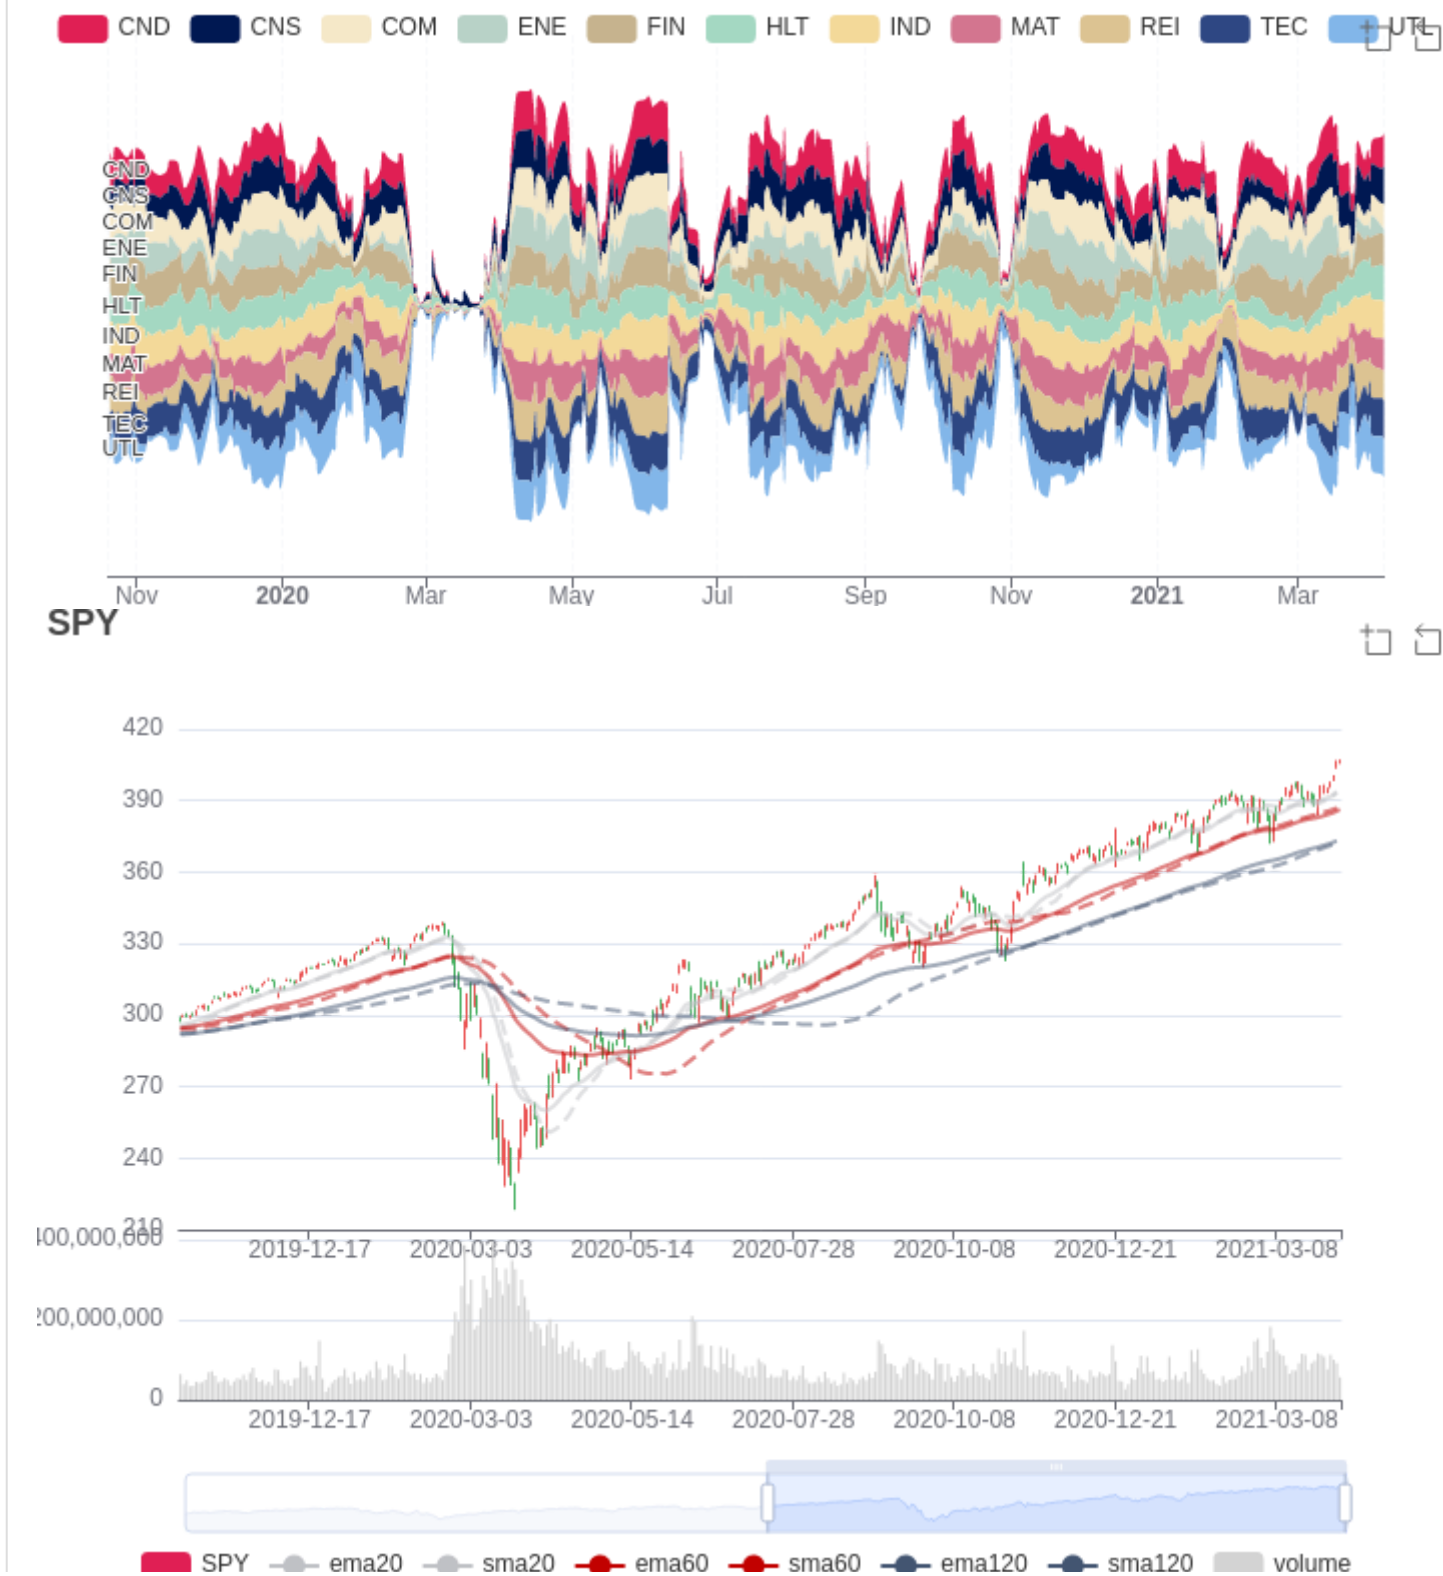 CND CNS COM ENE FIN HLT IND MAT REI TEC UTL
CND
CNS
COM
ENE
FIN
HLT
IND
MAT
REI
TEC
UTL
Nov 2020 Mar May Jul Sep Nov 2021 Mar
SPY
420
390
360
330
300
270
240
210
2019-12-17 2020-03-03 2020-05-14 2020-07-28 2020-10-08 2020-12-21 2021-03-08
400,000,000
200,000,000
0
2019-12-17 2020-03-03 2020-05-14 2020-07-28 2020-10-08 2020-12-21 2021-03-08
SPY ema20 sma20 ema60 sma60 ema120 sma120 volume